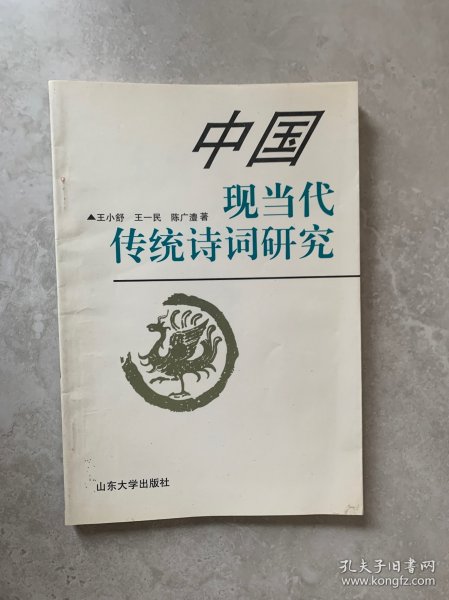 中国
现当代
▲王小舒 王一民 陈广澧 著
传统诗词研究
山东大学出版社
孔夫子旧书网
www.kongfz.com